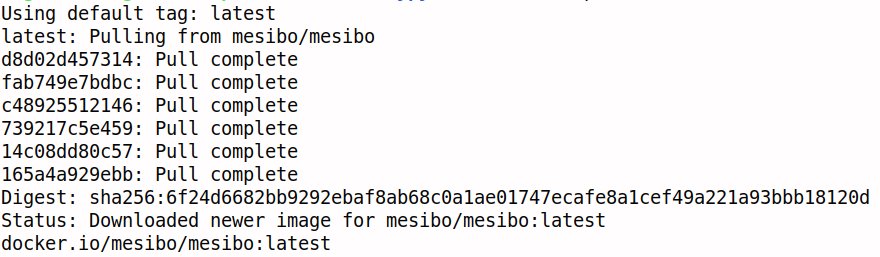 Using default tag: latest
latest: Pulling from mesibo/mesibo
d8d02d457314: Pull complete
fab749e7bdbc: Pull complete
c48925512146: Pull complete
739217c5e459: Pull complete
14c08dd80c57: Pull complete
165a4a929ebb: Pull complete
Digest: sha256:6f24d6682bb9292ebaf8ab68c0a1ae01747ecafe8a1cef49a221a93bbb18120d
Status: Downloaded newer image for mesibo/mesibo:latest
docker.io/mesibo/mesibo:latest